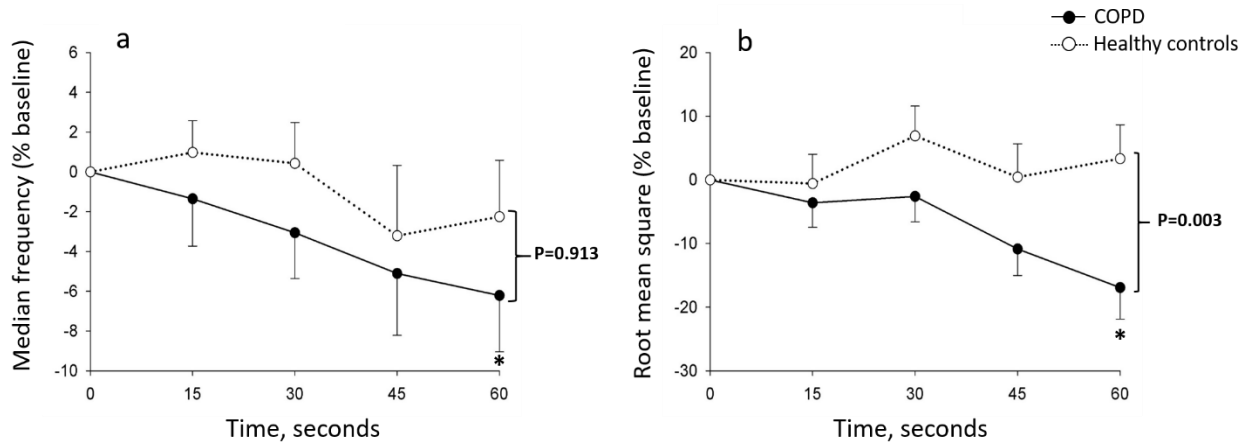 COPD
Healthy controls
a
Median frequency (% baseline)
6
4
2
0
-2
-4
-6
-8
-10
P=0.913
*
0 15 30 45 60
Time, seconds
b
Root mean square (% baseline)
20
10
0
-10
-20
-30
P=0.003
*
0 15 30 45 60
Time, seconds